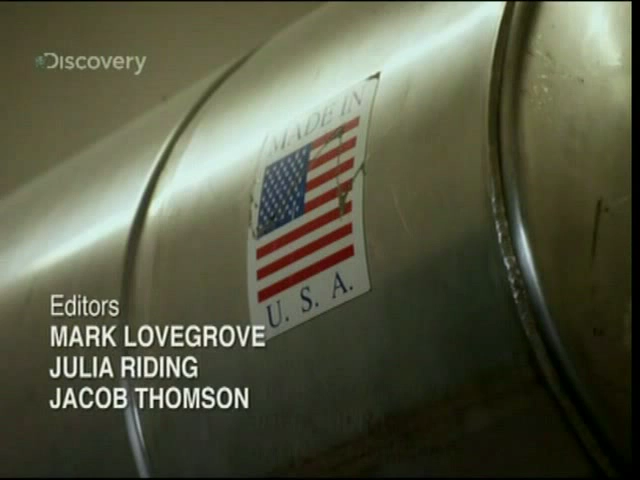 Discovery
MADE IN
U. S. A.
Editors
MARK LOVEGROVE
JULIA RIDING
JACOB THOMSON